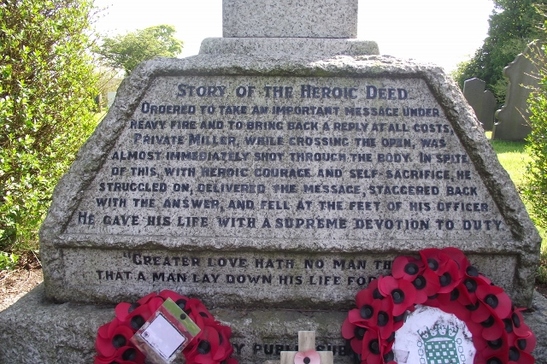 STORY OF THE HEROIC DEED.
ORDERED TO TAKE AN IMPORTANT MESSAGE UNDER
HEAVY FIRE AND TO BRING BACK A REPLY AT ALL COSTS,
PRIVATE MILLER, WHILE CROSSING THE OPEN, WAS
ALMOST IMMEDIATELY SHOT THROUGH THE BODY. IN SPITE
OF THIS, WITH HEROIC COURAGE AND SELF-SACRIFICE, HE
STRUGGLED ON, DELIVERED THE MESSAGE, STAGGERED BACK
WITH THE ANSWER, AND FELL AT THE FEET OF HIS OFFICER
HE GAVE HIS LIFE WITH A SUPREME DEVOTION TO DUTY.
"GREATER LOVE HATH NO MAN TH
THAT A MAN LAY DOWN HIS LIFE FO
BY PUBLIC SUB